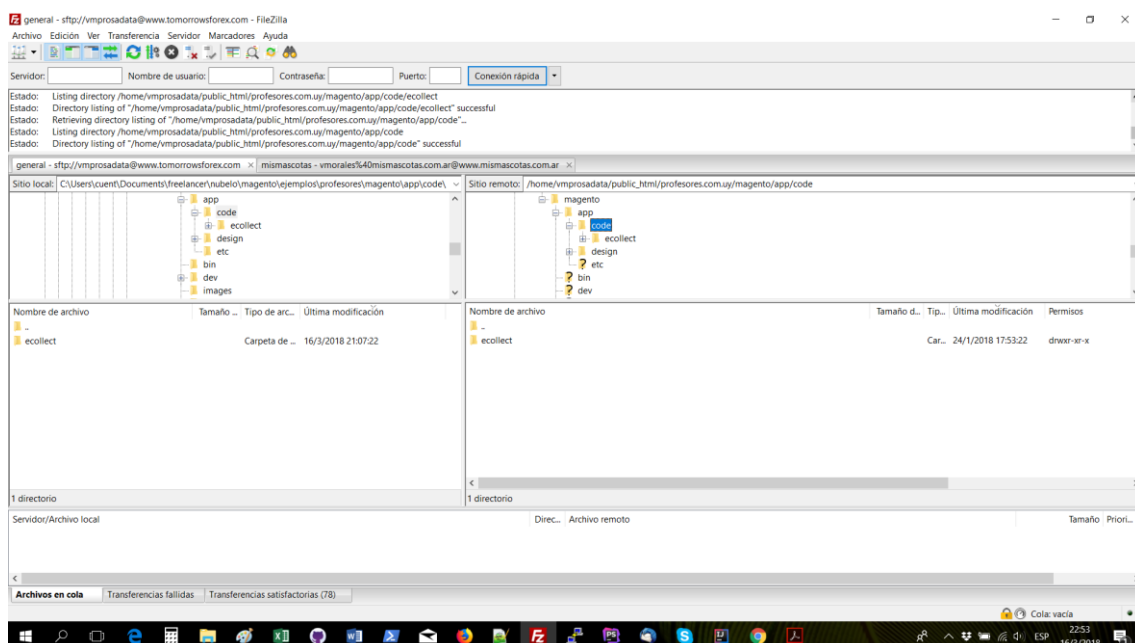 general - sftp://vmprosadata@www.tomorrowsforex.com - FileZilla
Archivo Edición Ver Transferencia Servidor Marcadores Ayuda
Servidor: Nombre de usuario: Contraseña: Puerto: Conexión rápida
Estado: Listing directory /home/vmprosadata/public_html/profesores.com.uy/magento/app/code/ecollect
Estado: Directory listing of "/home/vmprosadata/public_html/profesores.com.uy/magento/app/code/ecollect" successful
Estado: Retrieving directory listing of "/home/vmprosadata/public_html/profesores.com.uy/magento/app/code"...
Estado: Listing directory /home/vmprosadata/public_html/profesores.com.uy/magento/app/code
Estado: Directory listing of "/home/vmprosadata/public_html/profesores.com.uy/magento/app/code" successful
general - sftp://vmprosadata@www.tomorrowsforex.com × mismascotas - vmorales%40mismascotas.com.ar@www.mismascotas.com.ar ×
Sitio local: C:\Users\cuent\Documents\freelancer\nubelo\magento\ejemplos\profesores\magento\app\code\
app
code
ecollect
design
etc
bin
dev
images
Sitio remoto: /home/vmprosadata/public_html/profesores.com.uy/magento/app/code
magento
app
code
ecollect
design
etc
bin
dev
Nombre de archivo Tamaño ... Tipo de arc... Última modificación
..
ecollect Carpeta de ... 16/3/2018 21:07:22
1 directorio
Nombre de archivo Tamaño d... Tip... Última modificación Permisos
..
ecollect Car... 24/1/2018 17:53:22 drwxr-xr-x
1 directorio
Servidor/Archivo local Direc... Archivo remoto Tamaño Priori...
Archivos en cola Transferencias fallidas Transferencias satisfactorias (78)
Cola: vacía
ESP 22:53
16/3/2018